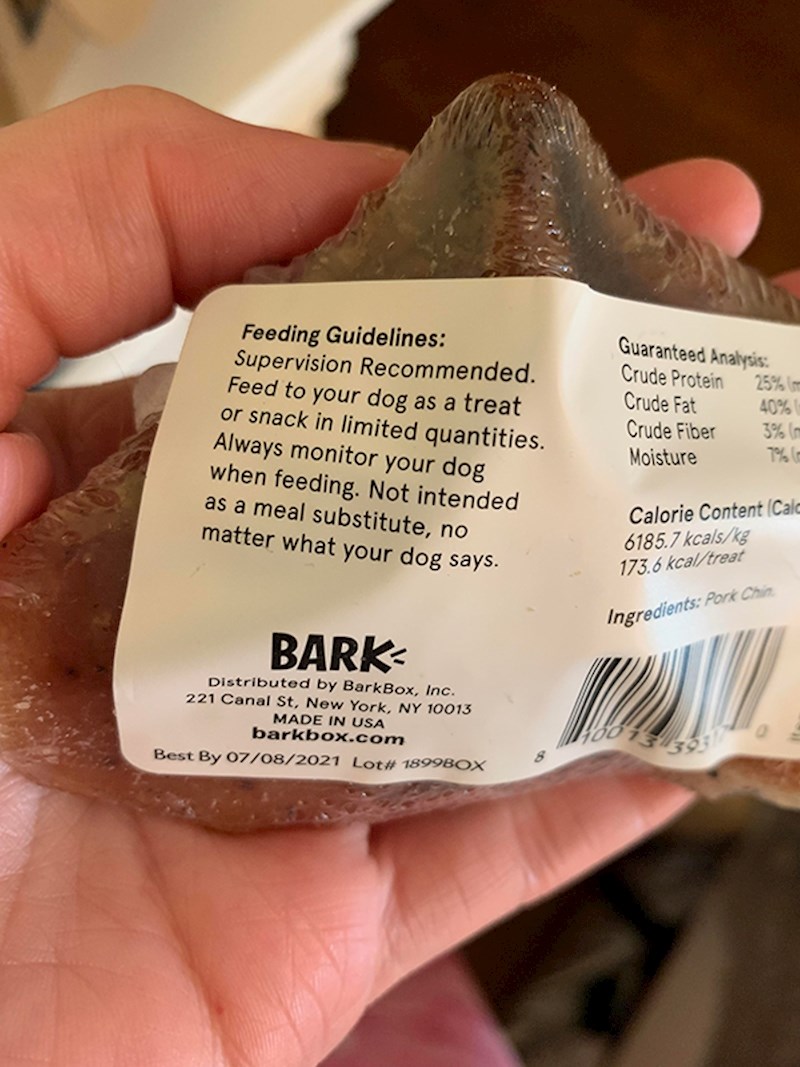 Feeding Guidelines:
Supervision Recommended.
Feed to your dog as a treat
or snack in limited quantities.
Always monitor your dog
when feeding. Not intended
as a meal substitute, no
matter what your dog says.
BARK
Distributed by BarkBox, Inc.
221 Canal St, New York, NY 10013
MADE IN USA
barkbox.com
Best By 07/08/2021 Lot# 1899BOX
Guaranteed Analysis:
Crude Protein 25%
Crude Fat 40%
Crude Fiber 3%
Moisture 7%
Calorie Content
6185.7 kcals/kg
173.6 kcal/treat
Ingredients: Pork Chin.
8 10013 0